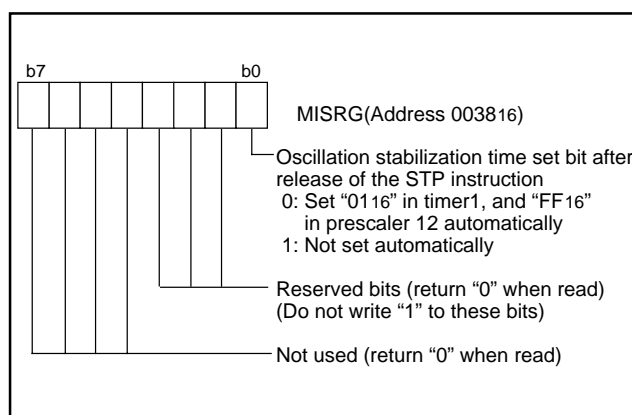 b7 b0
MISRG(Address 003816)
Oscillation stabilization time set bit after
release of the STP instruction
0: Set “0116” in timer1, and “FF16”
in prescaler 12 automatically
1: Not set automatically
Reserved bits (return “0” when read)
(Do not write “1” to these bits)
Not used (return “0” when read)